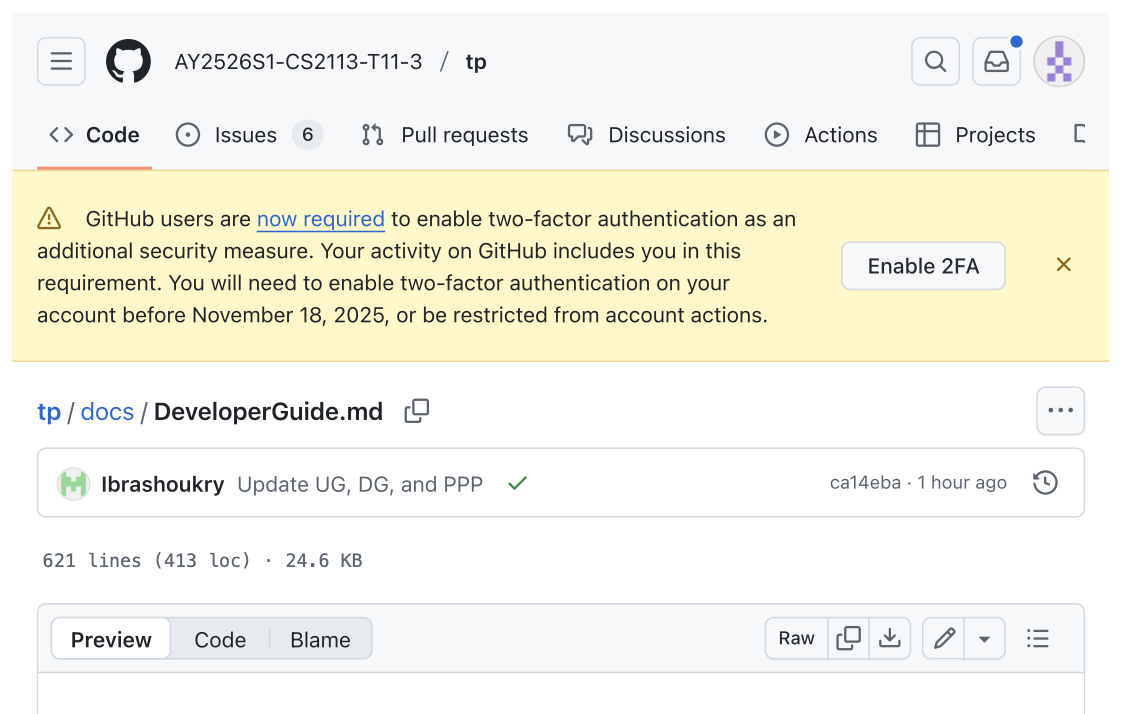 AY2526S1-CS2113-T11-3 / tp
Code Issues 6 Pull requests Discussions Actions Projects
GitHub users are now required to enable two-factor authentication as an
additional security measure. Your activity on GitHub includes you in this
requirement. You will need to enable two-factor authentication on your
account before November 18, 2025, or be restricted from account actions.
Enable 2FA
tp / docs / DeveloperGuide.md
Ibrashoukry Update UG, DG, and PPP ca14eba · 1 hour ago
621 lines (413 loc) · 24.6 KB
Preview Code Blame Raw